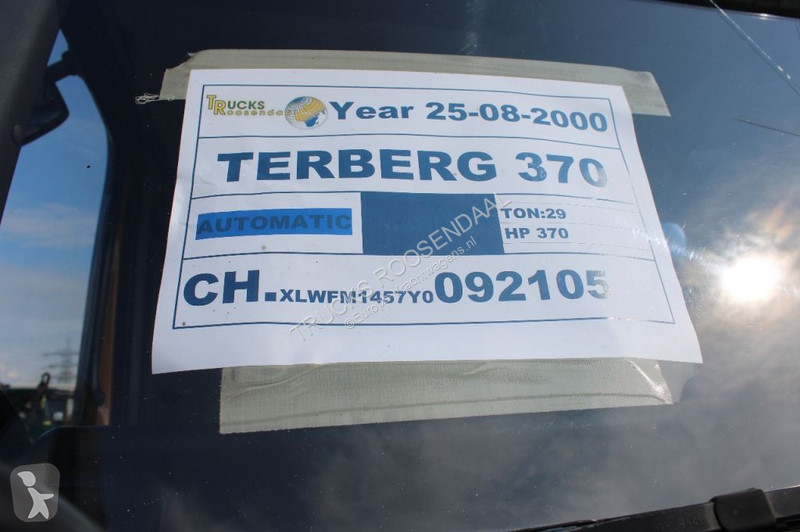 TRUCKS
Roosendaal
Year 25-08-2000
TERBERG 370
AUTOMATIC
TON:29
HP 370
CH.XLWFM1457Y0092105
TRUCKS ROOSENDAAL